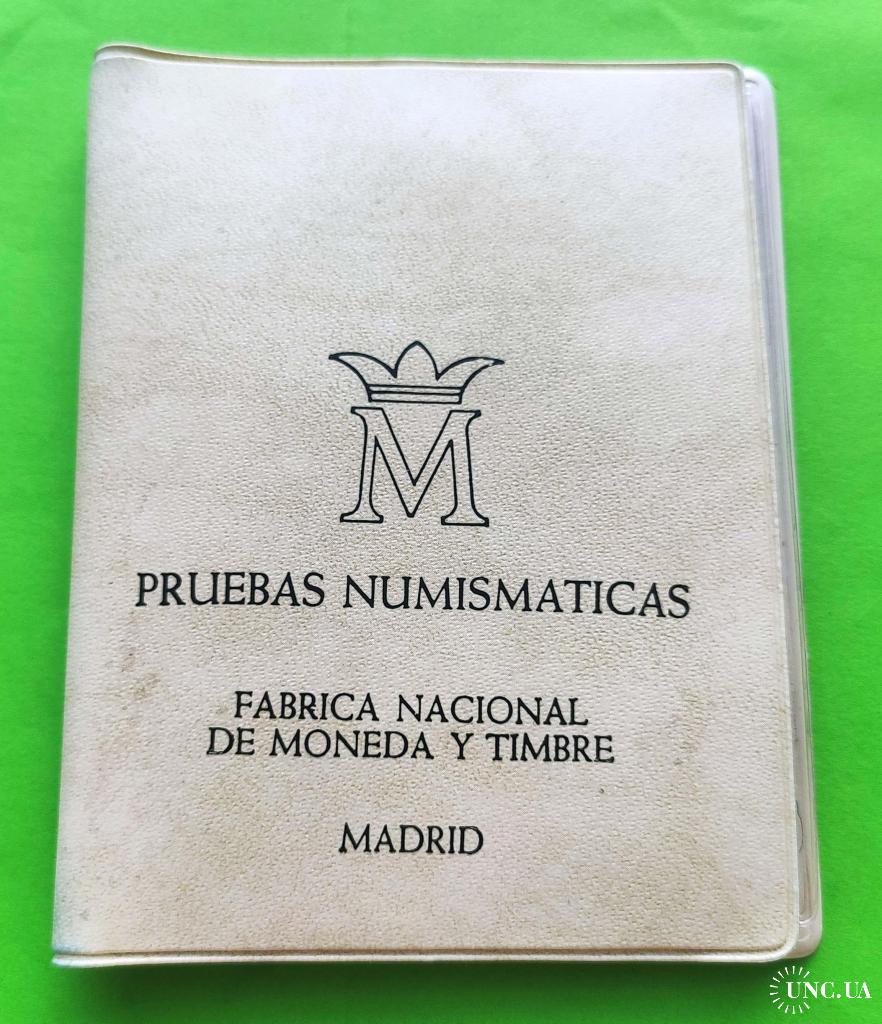 M
PRUEBAS NUMISMATICAS
FABRICA NACIONAL
DE MONEDA Y TIMBRE
MADRID
UNC.UA